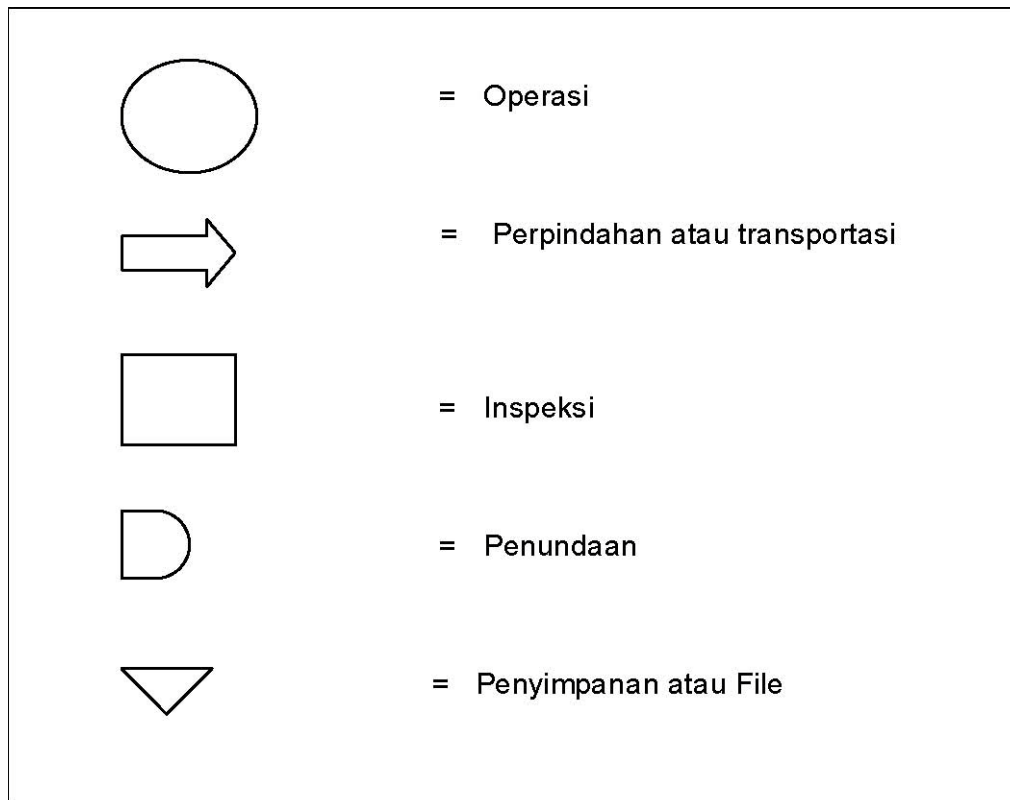 = Operasi
= Perpindahan atau transportasi
= Inspeksi
= Penundaan
= Penyimpanan atau File